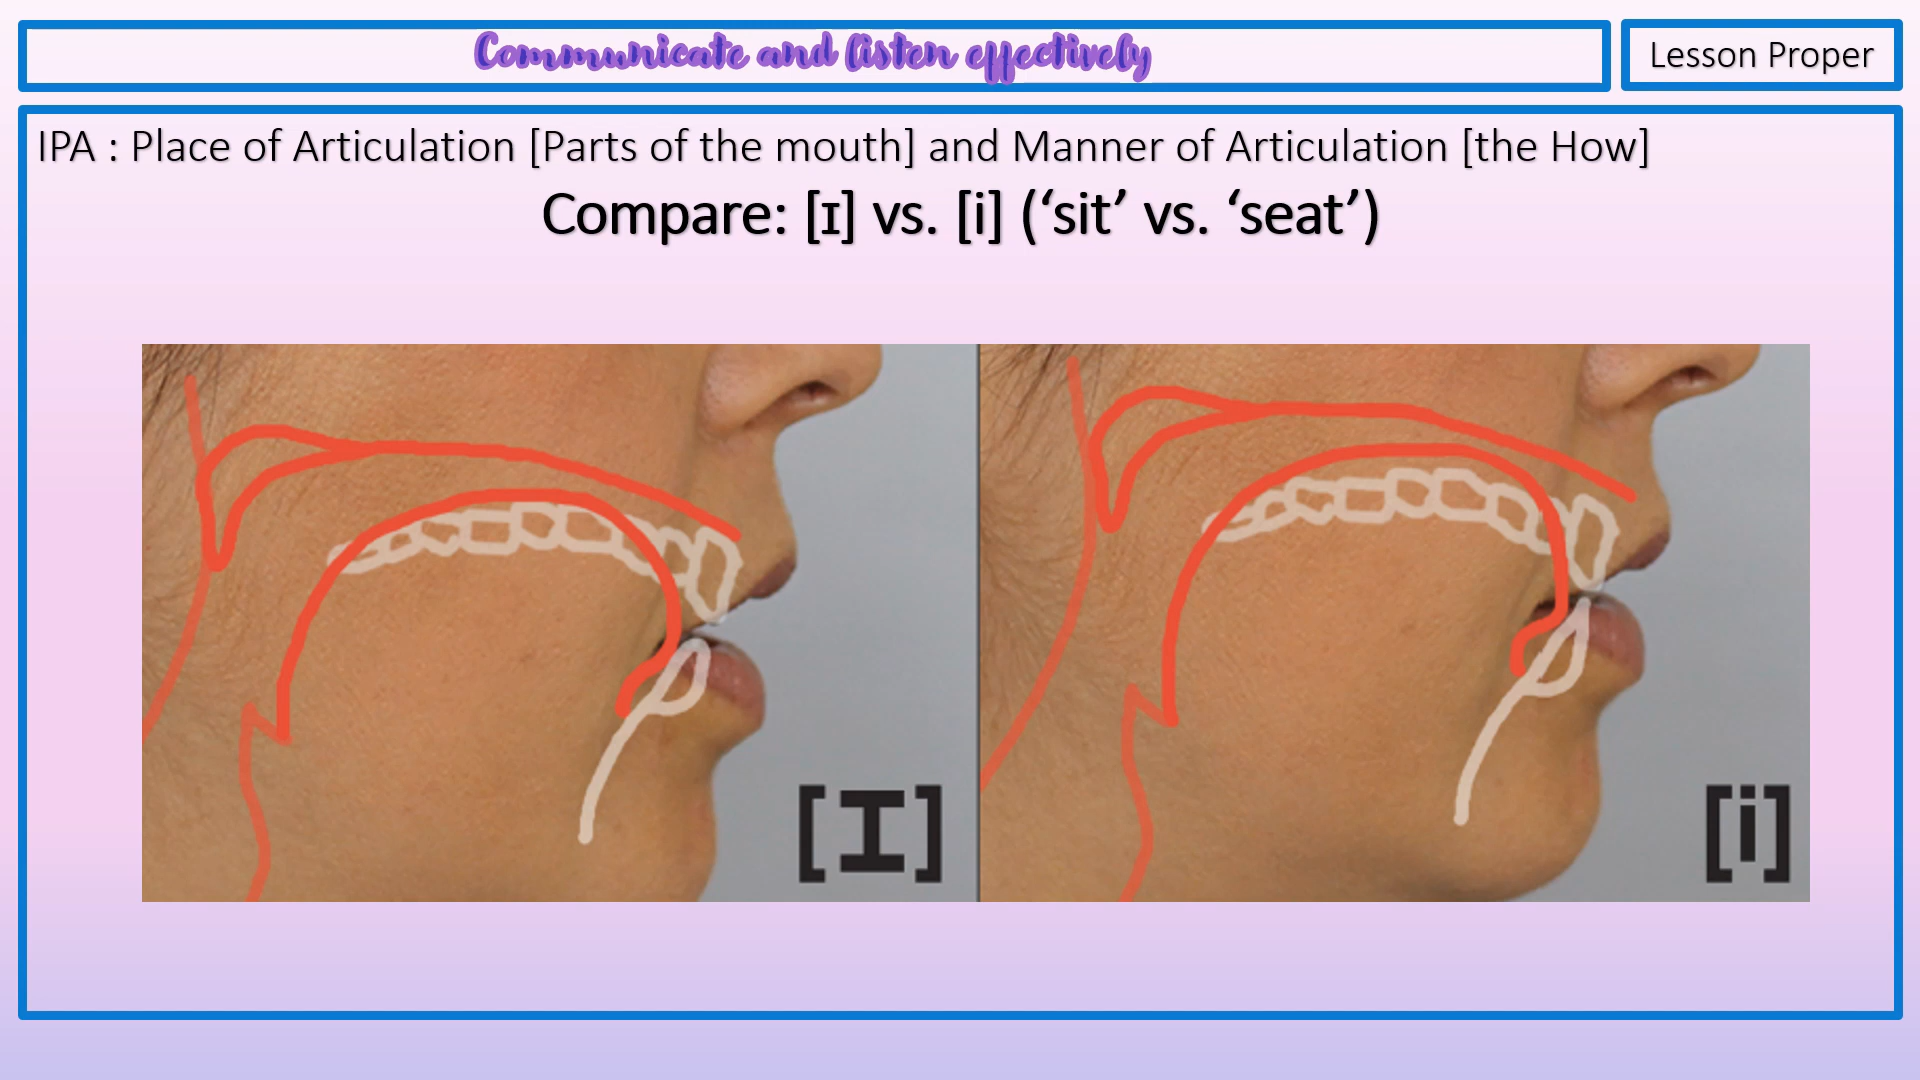 Communicate and listen effectively
Lesson Proper
IPA : Place of Articulation [Parts of the mouth] and Manner of Articulation [the How]
Compare: [ɪ] vs. [i] (‘sit’ vs. ‘seat’)
[I]
[i]